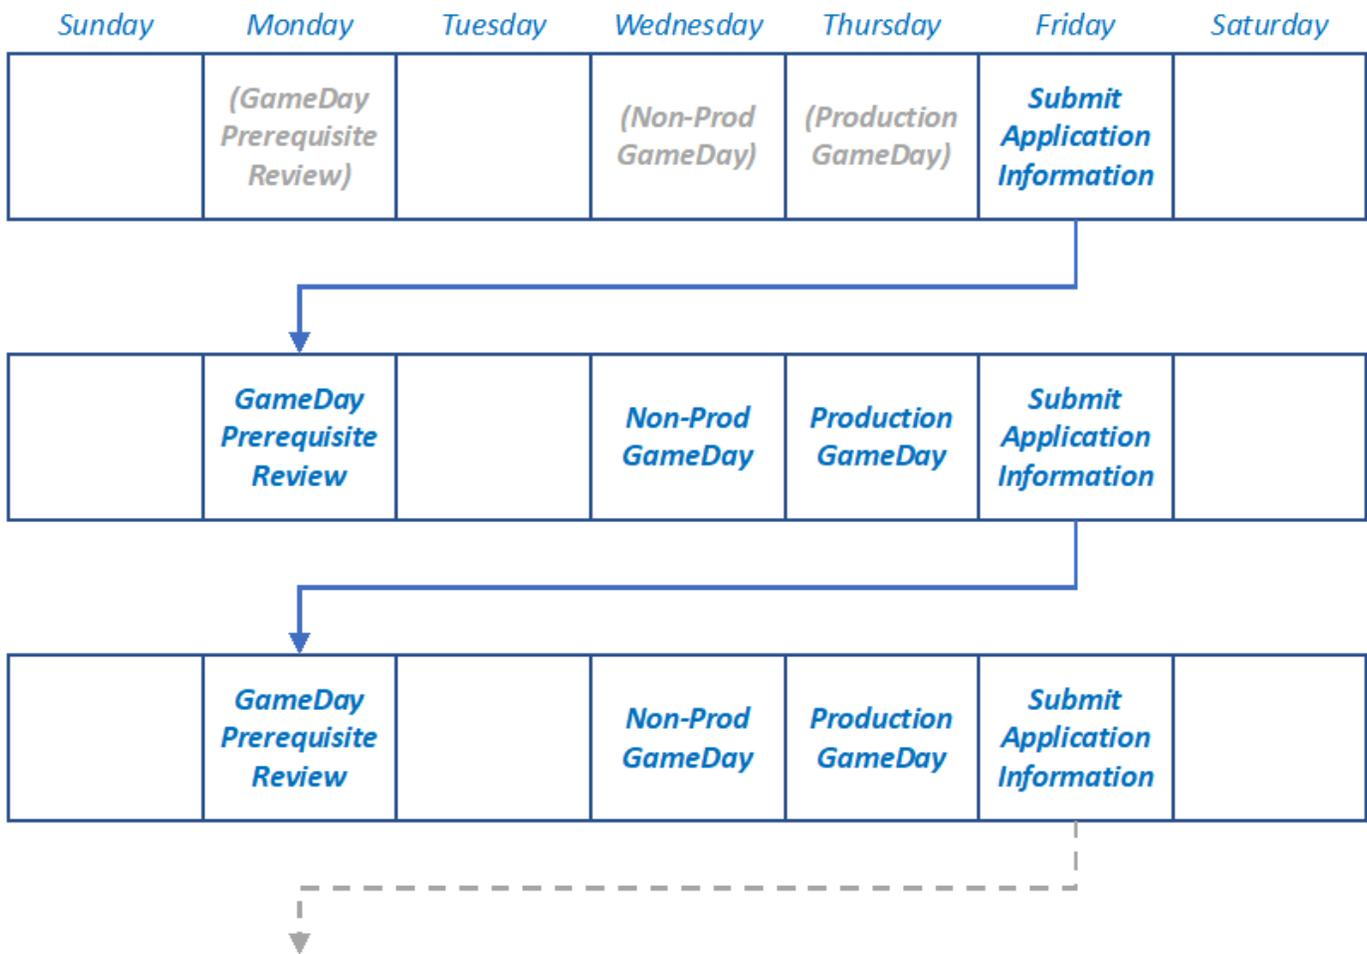 Sunday Monday Tuesday Wednesday Thursday Friday Saturday
(GameDay
Prerequisite
Review)
(Non-Prod
GameDay)
(Production
GameDay)
Submit
Application
Information
GameDay
Prerequisite
Review
Non-Prod
GameDay
Production
GameDay
Submit
Application
Information
GameDay
Prerequisite
Review
Non-Prod
GameDay
Production
GameDay
Submit
Application
Information